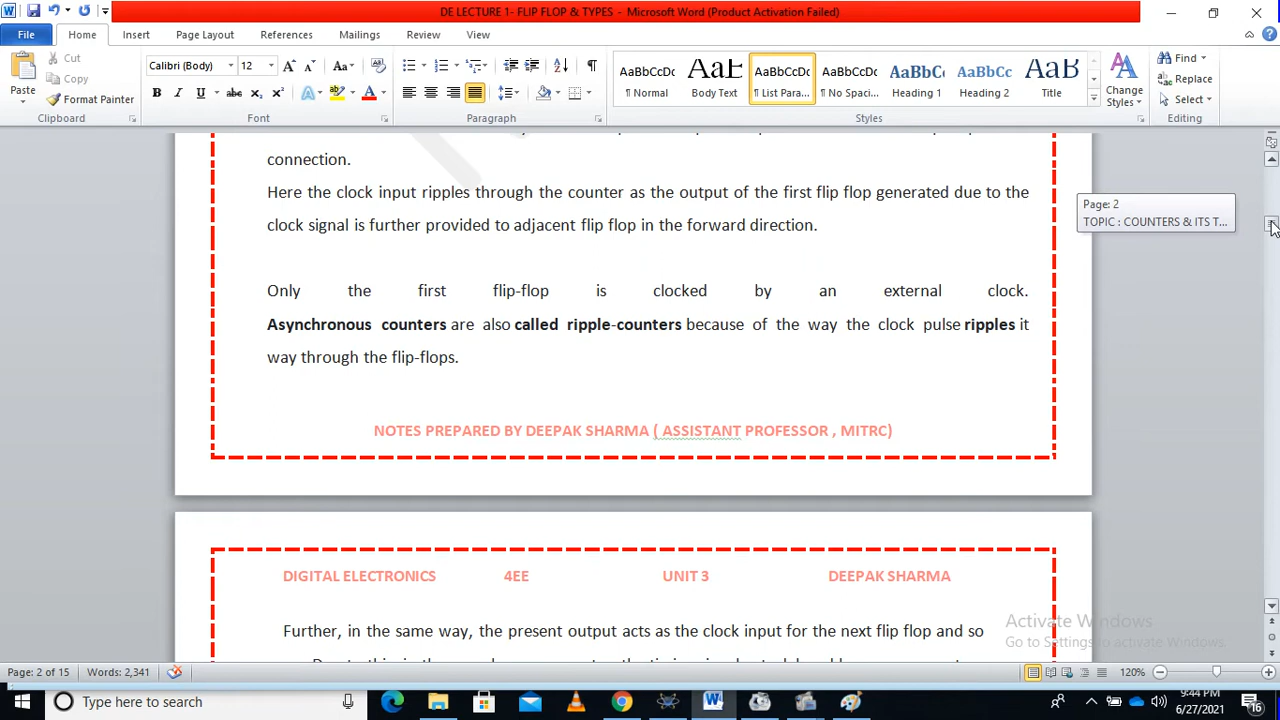 DE LECTURE 1- FLIP FLOP & TYPES - Microsoft Word (Product Activation Failed)
File Home Insert Page Layout References Mailings Review View
Paste
Cut
Copy
Format Painter
Clipboard
Calibri (Body) 12
Font
Paragraph
AaBbCcDc AaB AaBbCcDc AaBbCcDc AaBbCc AaBbCc AaB
¶ Normal Body Text ¶ List Para... ¶ No Spaci... Heading 1 Heading 2 Title
Change Styles
Styles
Find
Replace
Select
Editing
connection.
Here the clock input ripples through the counter as the output of the first flip flop generated due to the
clock signal is further provided to adjacent flip flop in the forward direction.
Page: 2
TOPIC : COUNTERS & ITS T...
Only the first flip-flop is clocked by an external clock.
Asynchronous counters are also called ripple-counters because of the way the clock pulse ripples it
way through the flip-flops.
NOTES PREPARED BY DEEPAK SHARMA ( ASSISTANT PROFESSOR , MITRC)
DIGITAL ELECTRONICS 4EE UNIT 3 DEEPAK SHARMA
Further, in the same way, the present output acts as the clock input for the next flip flop and so
Activate Windows
Go to Settings to activate Windows.
Page: 2 of 15 Words: 2,341 120%
Type here to search
9:44 PM
6/27/2021
16